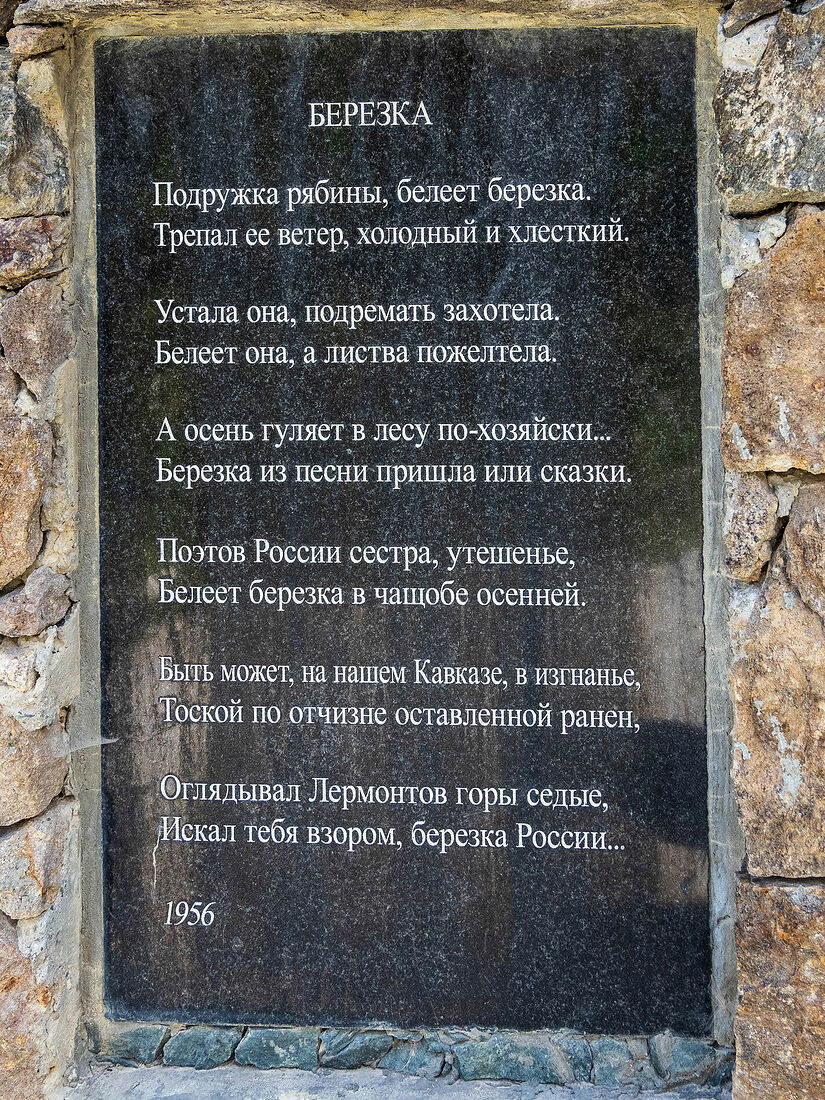 БЕРЕЗКА
Подружка рябины, белеет березка.
Трепал ее ветер, холодный и хлесткий.
Устала она, подремать захотела.
Белеет она, а листва пожелтела.
А осень гуляет в лесу по-хозяйски...
Березка из песни пришла или сказки.
Поэтов России сестра, утешенье,
Белеет березка в чащобе осенней.
Быть может, на нашем Кавказе, в изгнанье,
Тоской по отчизне оставленной ранен,
Оглядывал Лермонтов горы седые,
Искал тебя взором, березка России...
1956